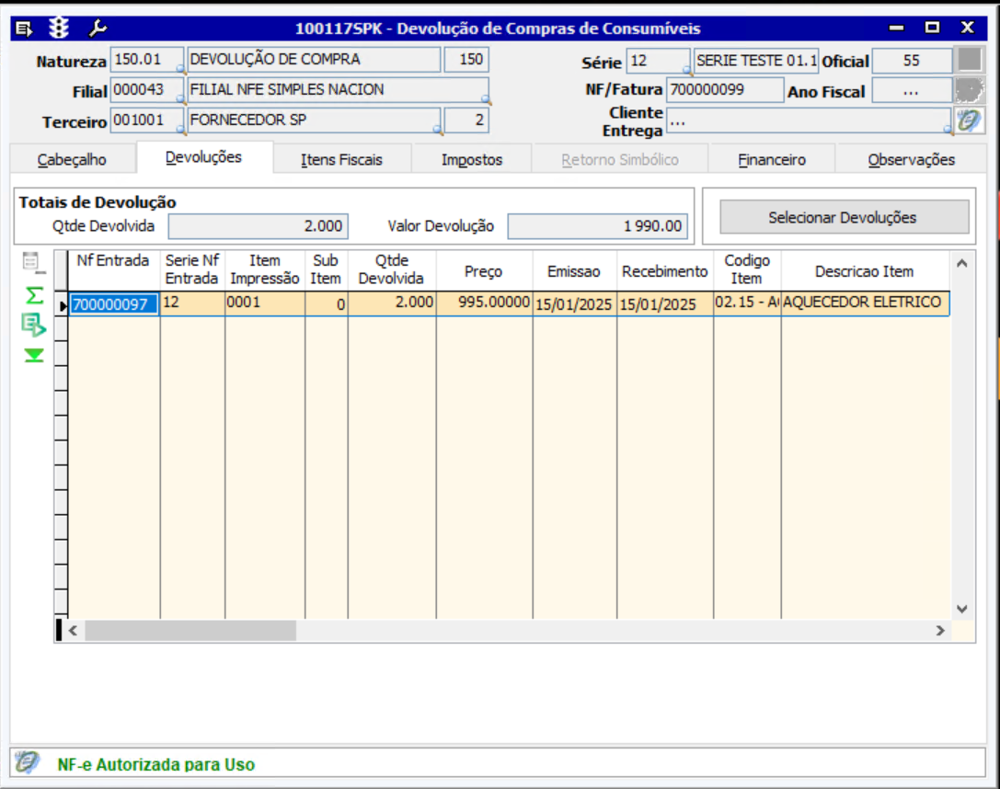 100117SPK - Devolução de Compras de Consumíveis
Natureza 150.01 DEVOLUÇÃO DE COMPRA 150 Série 12 SERIE TESTE 01.1 Oficial 55
Filial 000043 FILIAL NFE SIMPLES NACION NF/Fatura 700000099 Ano Fiscal ...
Terceiro 001001 FORNECEDOR SP 2 Cliente Entrega ...
Cabeçalho Devoluções Itens Fiscais Impostos Retorno Simbólico Financeiro Observações
Totais de Devolução
Qtde Devolvida 2.000 Valor Devolução 1 990.00 Selecionar Devoluções
Nf Entrada Serie Nf Entrada Item Impressão Sub Item Qtde Devolvida Preço Emissao Recebimento Codigo Item Descricao Item
700000097 12 0001 0 2.000 995.00000 15/01/2025 15/01/2025 02.15 - A AQUECEDOR ELETRICO
NF-e Autorizada para Uso